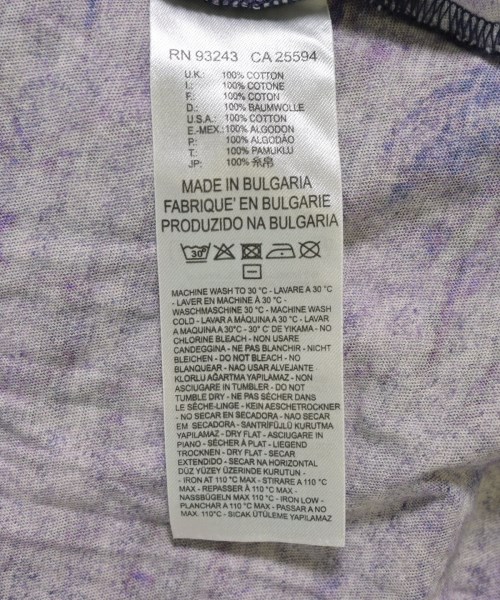 RN 93243 CA 25594
U.K.: 100% COTTON
I.: 100% COTONE
F.: 100% COTON
D.: 100% BAUMWOLLE
U.S.A.: 100% COTTON
E.-MEX.: 100% ALGODON
P.: 100% ALGODÃO
T.: 100% PAMUKLU
JP: 100%
MADE IN BULGARIA
FABRIQUE' EN BULGARIE
PRODUZIDO NA BULGARIA
30°
MACHINE WASH TO 30 °C - LAVARE A 30 °C
- LAVER EN MACHINE À 30 °C -
WASCHMASCHINE 30°C - MACHINE WASH
COLD - LAVAR A MÁQUINA A 30 °C - LAVAR
A MAQUINA A 30°C - 30° C DE YIKAMA - NO
CHLORINE BLEACH - NON USARE
CANDEGGINA - NE PAS BLANCHIR - NICHT
BLEICHEN - DO NOT BLEACH - NO
BLANQUEAR - NAO USAR ALVEJANTE
KLORLU AĞARTMA YAPILAMAZ - NON
ASCIUGARE IN TUMBLER - DO NOT
TUMBLE DRY - NE PAS SÉCHER DANS
LE SÈCHE-LINGE - KEIN AESCHETROCKNER
- NO SECAR EN SECADORA - NAO SECAR
EM SECADORA - SANTRİFÜJLÜ KURUTMA
YAPILAMAZ - DRY FLAT - ASCIUGARE IN
PIANO - SÉCHER À PLAT - LIEGEND
TROCKNEN - DRY FLAT - SECAR
EXTENDIDO - SECAR NA HORIZONTAL
DÜZ YÜZEY ÜZERINDE KURUTUN -
- IRON AT 110 °C MAX - STIRARE A 110 °C
MAX - REPASSER À 110 °C MAX -
NASSBÜGELN MAX 110 °C - IRON LOW -
PLANCHAR A 110 °C MAX - PASSAR A NO
MAX. 110°C - SICAK ÜTÜLEME YAPILAMAZ